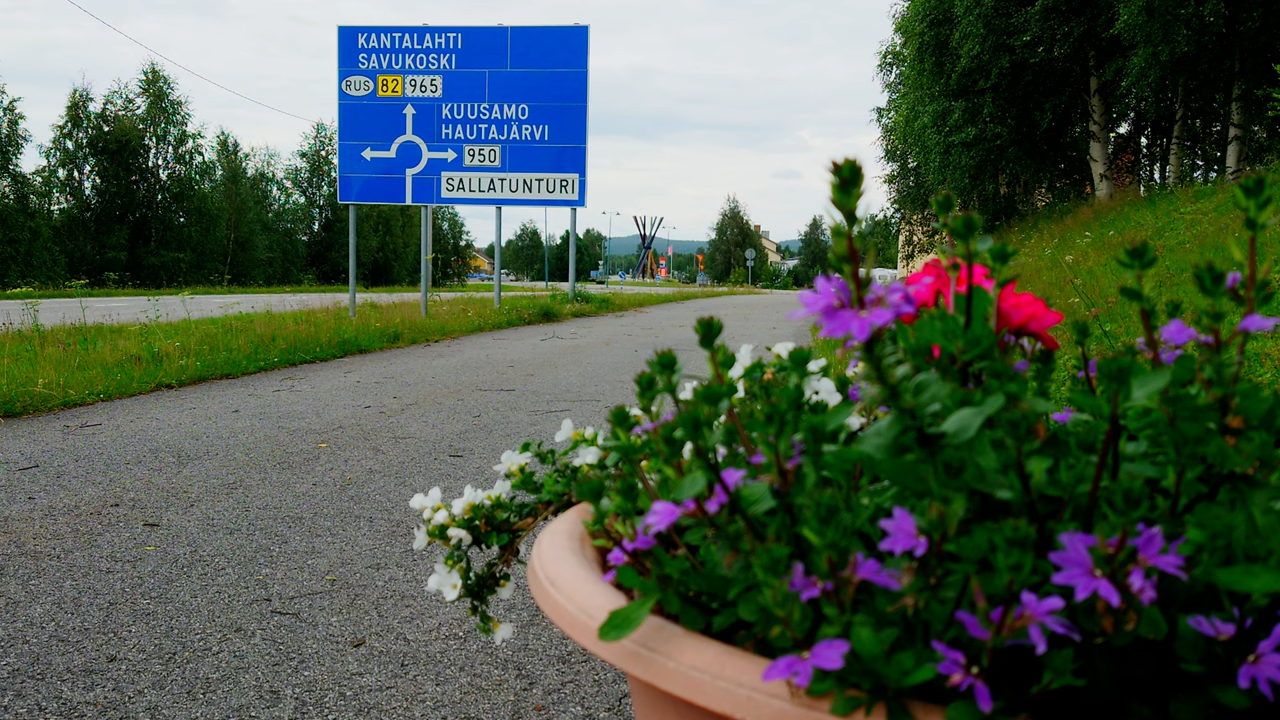 KANTALAHTI
SAVUKOSKI
RUS 82 965
KUUSAMO
HAUTAJÄRVI
950
SALLATUNTURI